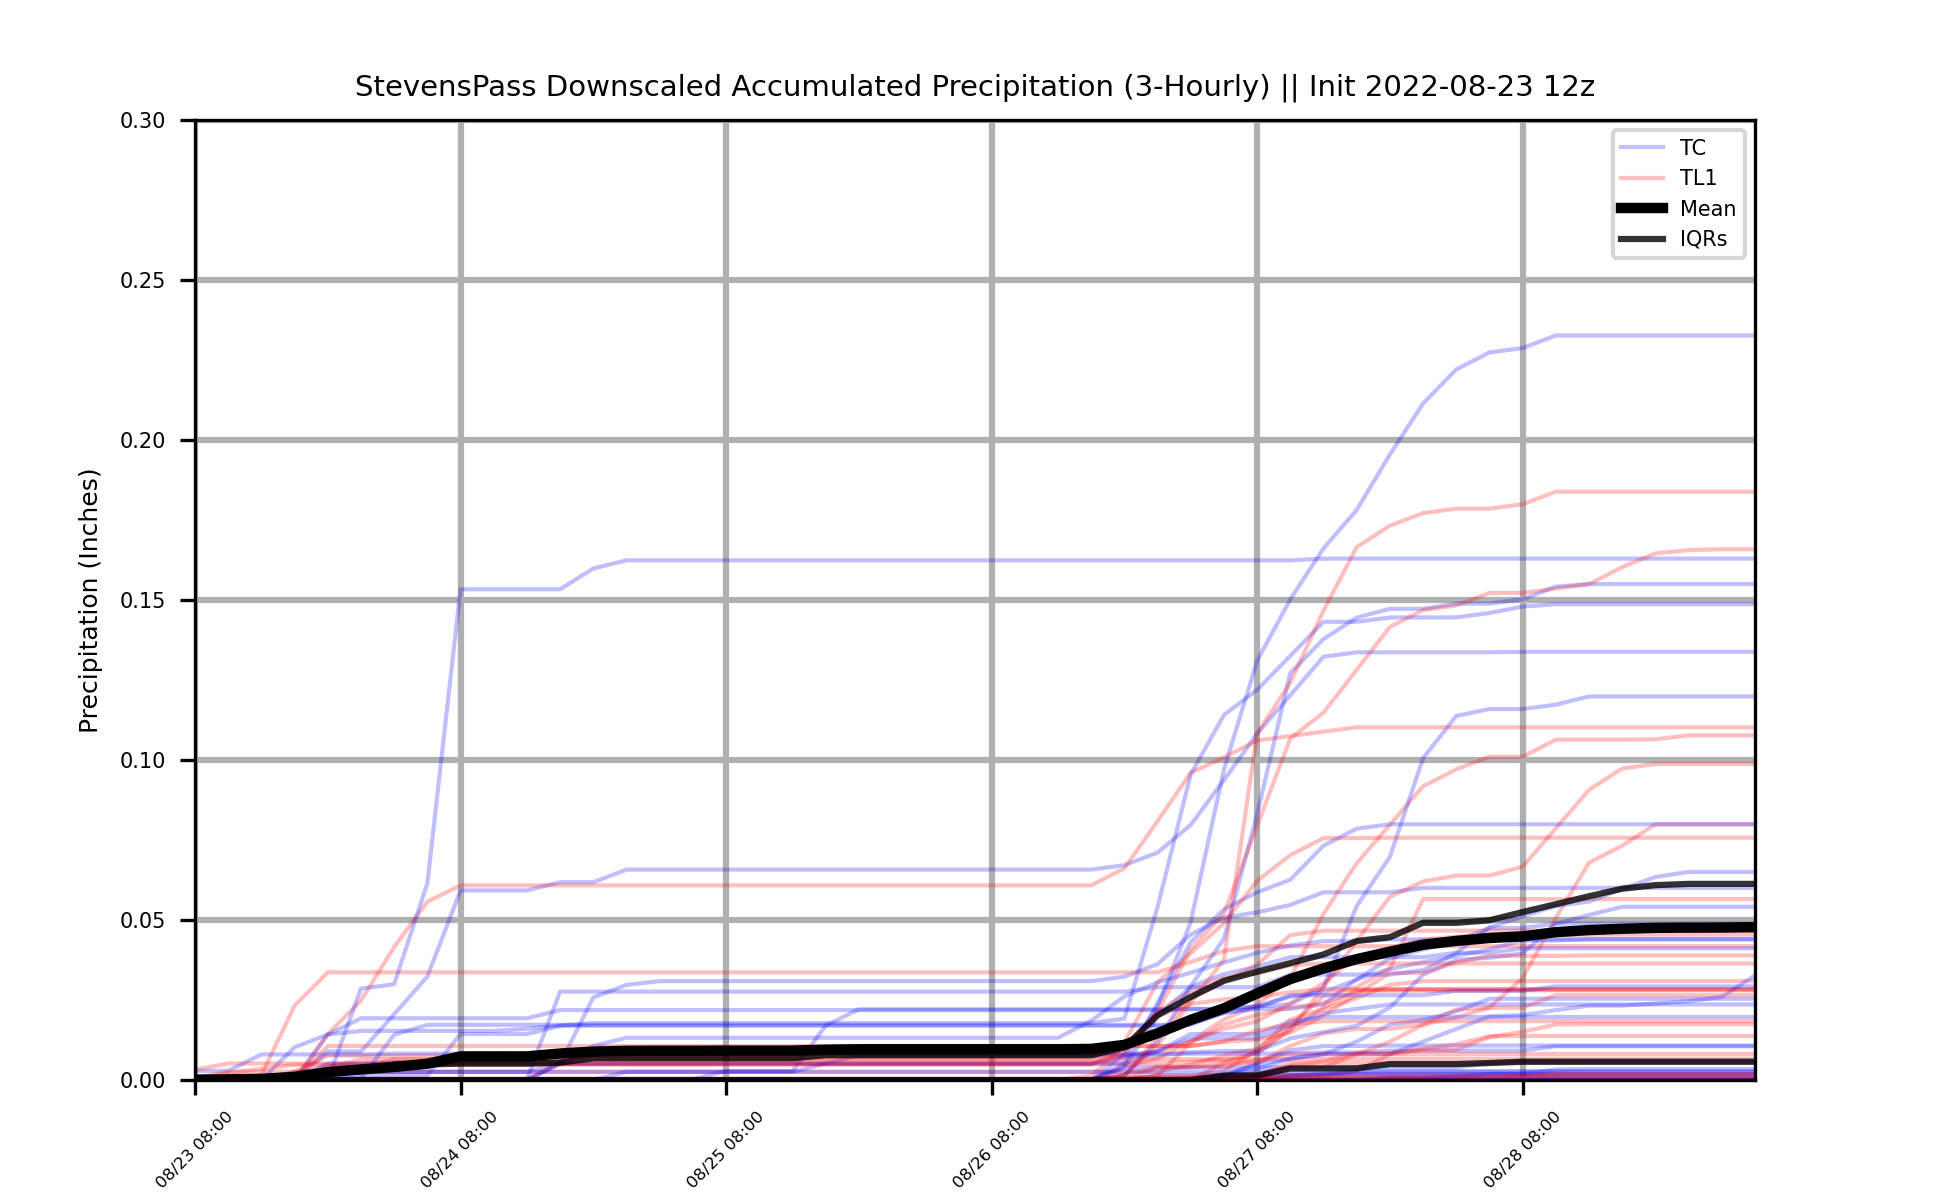 StevensPass Downscaled Accumulated Precipitation (3-Hourly) || Init 2022-08-23 12z
TC
TL1
Mean
IQRs
Precipitation (Inches)
0.30
0.25
0.20
0.15
0.10
0.05
0.00
08/23 08:00
08/24 08:00
08/25 08:00
08/26 08:00
08/27 08:00
08/28 08:00